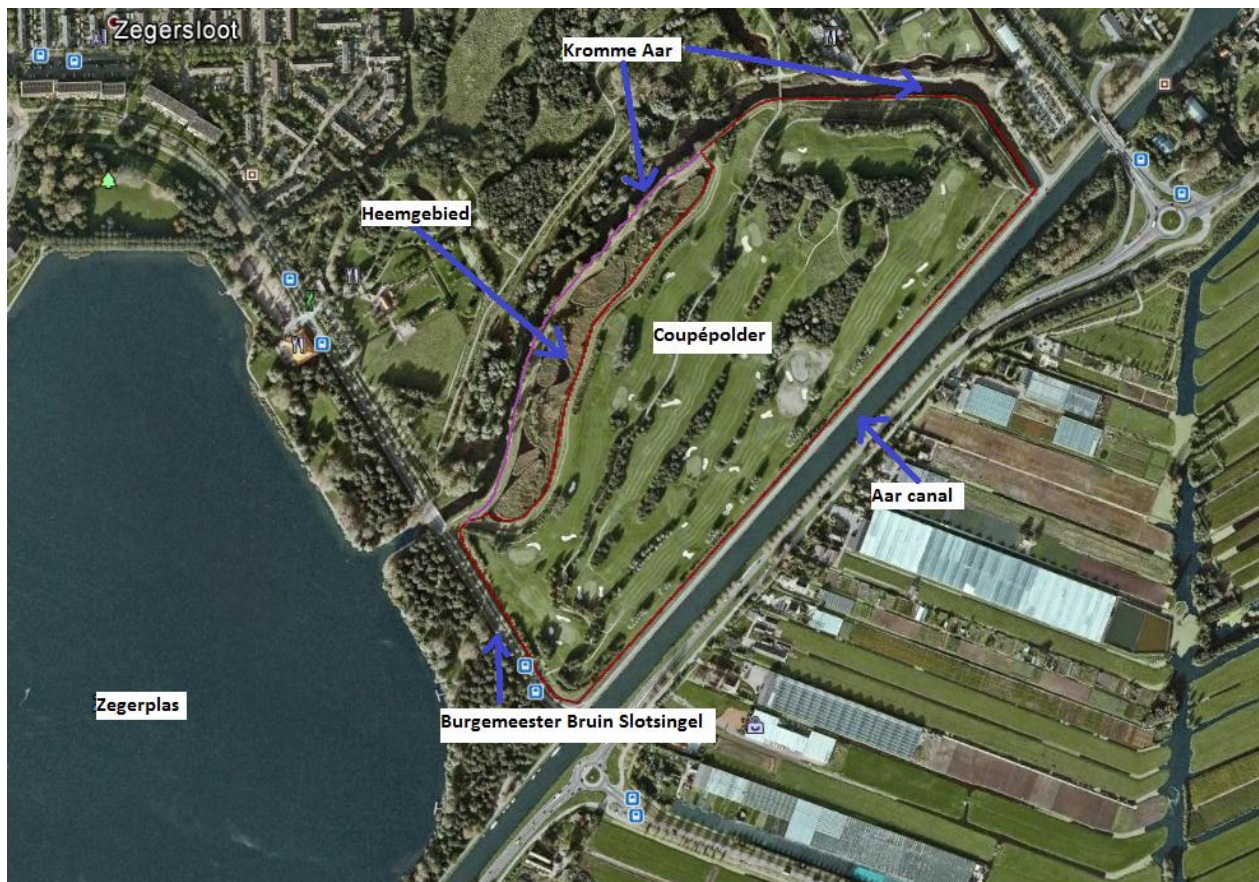 Zegersloot
Kromme Aar
Heemgebied
Coupépolder
Aar canal
Zegerplas
Burgemeester Bruin Slotsingel